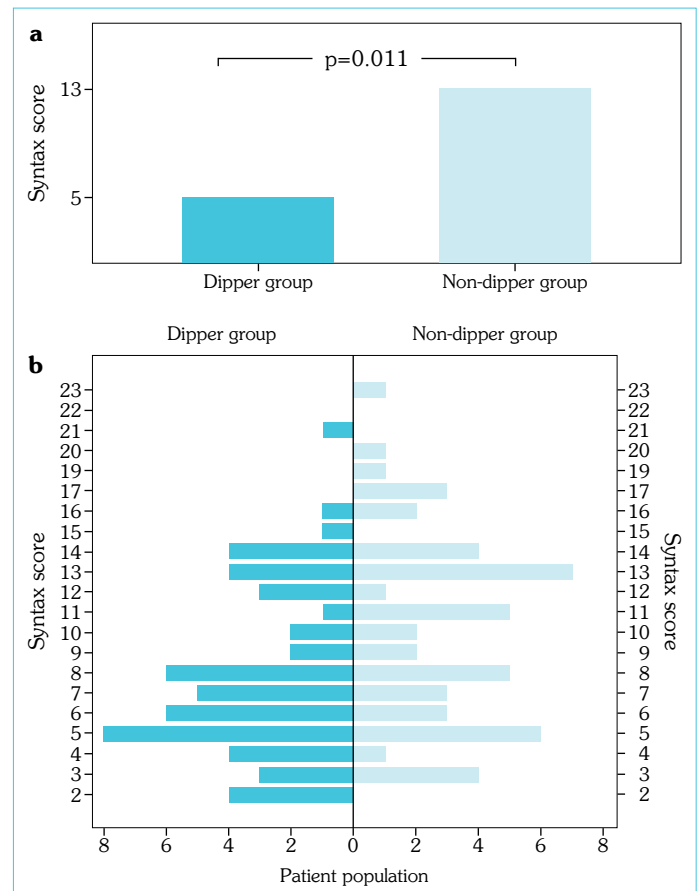 a
p=0.011
13
5
Syntax score
Dipper group Non-dipper group
Dipper group Non-dipper group
b
23 23
22 22
21 21
20 20
19 19
17 17
16 16
15 15
14 14
13 13
12 12
11 11
10 10
9 9
8 8
7 7
6 6
5 5
4 4
3 3
2 2
Syntax score Syntax score
8 6 4 2 0 2 4 6 8
Patient population